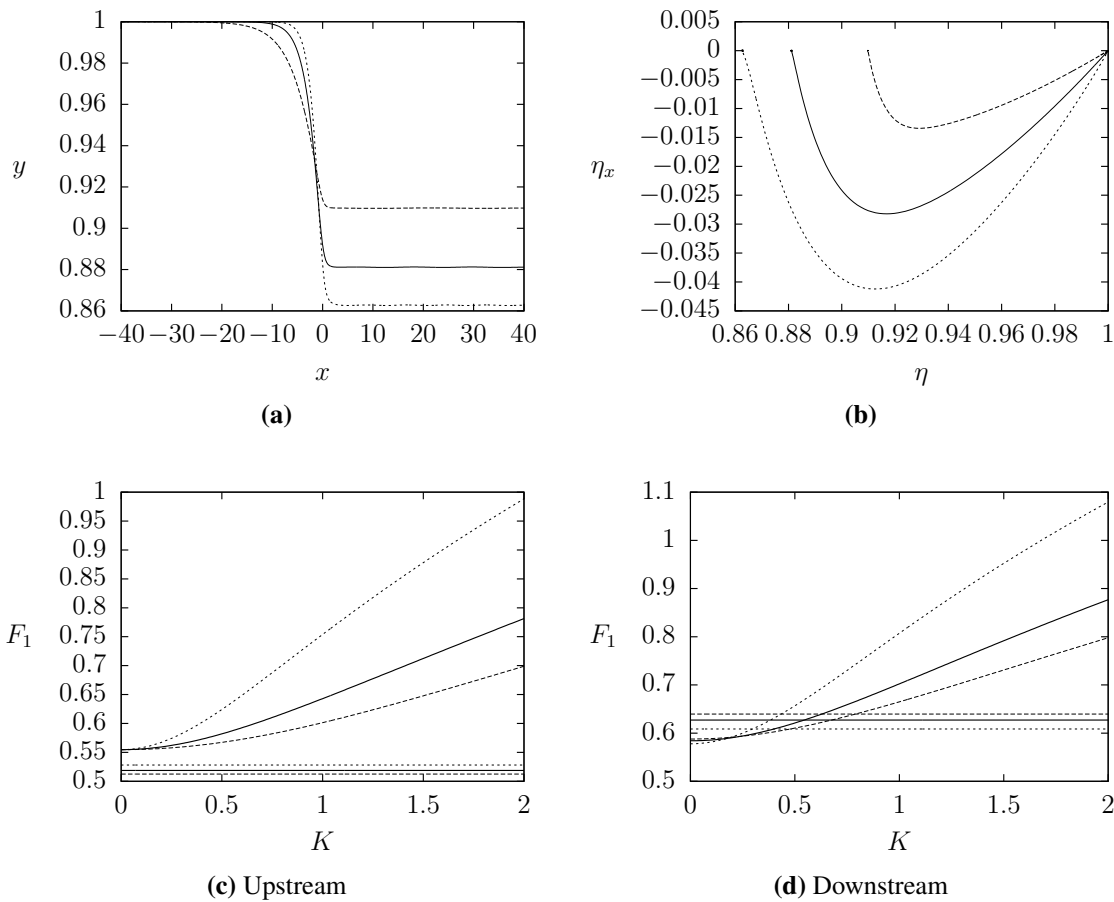 1
0.98
0.96
0.94
y
0.92
0.9
0.88
0.86
−40 −30 −20 −10 0 10 20 30 40
x
(a)
0.005
0
−0.005
−0.01
−0.015
η_x
−0.02
−0.025
−0.03
−0.035
−0.04
−0.045
0.86 0.88 0.9 0.92 0.94 0.96 0.98 1
η
(b)
1
0.95
0.9
0.85
0.8
F_1
0.75
0.7
0.65
0.6
0.55
0.5
0 0.5 1 1.5 2
K
(c) Upstream
1.1
1
0.9
F_1
0.8
0.7
0.6
0.5
0 0.5 1 1.5 2
K
(d) Downstream